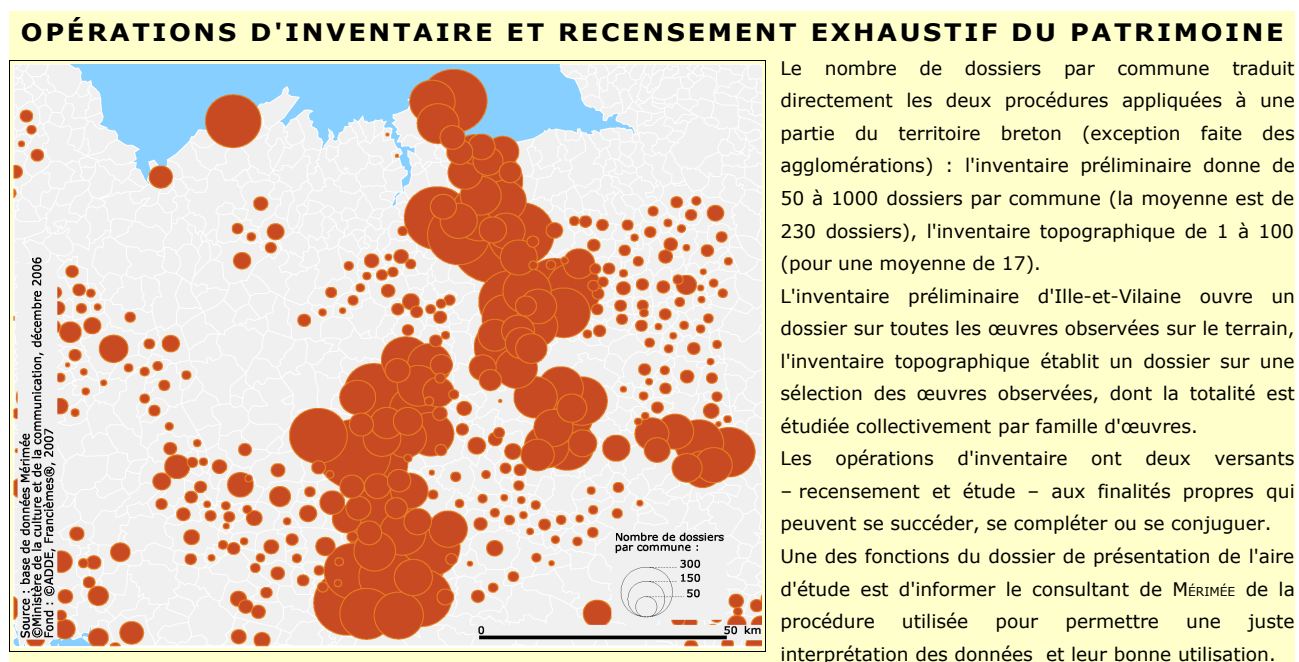 OPÉRATIONS D'INVENTAIRE ET RECENSEMENT EXHAUSTIF DU PATRIMOINE
Source : base de données Mérimée
©Ministère de la culture et de la communication, décembre 2006
Fond : ©ADDE, Francièmes®, 2007
Nombre de dossiers
par commune :
300
150
50
0 50 km
Le nombre de dossiers par commune traduit
directement les deux procédures appliquées à une
partie du territoire breton (exception faite des
agglomérations) : l'inventaire préliminaire donne de
50 à 1000 dossiers par commune (la moyenne est de
230 dossiers), l'inventaire topographique de 1 à 100
(pour une moyenne de 17).
L'inventaire préliminaire d'Ille-et-Vilaine ouvre un
dossier sur toutes les œuvres observées sur le terrain,
l'inventaire topographique établit un dossier sur une
sélection des œuvres observées, dont la totalité est
étudiée collectivement par famille d'œuvres.
Les opérations d'inventaire ont deux versants
– recensement et étude – aux finalités propres qui
peuvent se succéder, se compléter ou se conjuguer.
Une des fonctions du dossier de présentation de l'aire
d'étude est d'informer le consultant de MÉRIMÉE de la
procédure utilisée pour permettre une juste
interprétation des données et leur bonne utilisation.